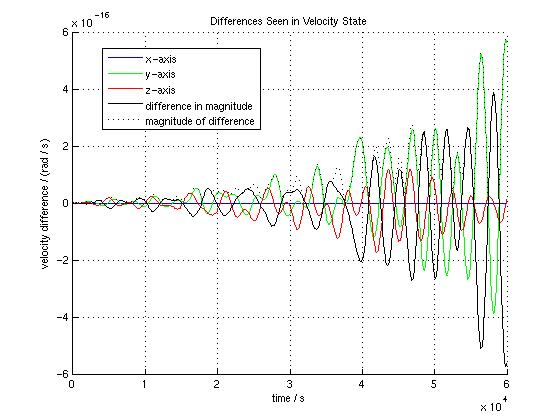 Differences Seen in Velocity State
x 10 -16
6
4
2
0
-2
-4
-6
velocity difference / (rad / s)
x-axis
y-axis
z-axis
difference in magnitude
magnitude of difference
0 1 2 3 4 5 6
x 10 4
time / s